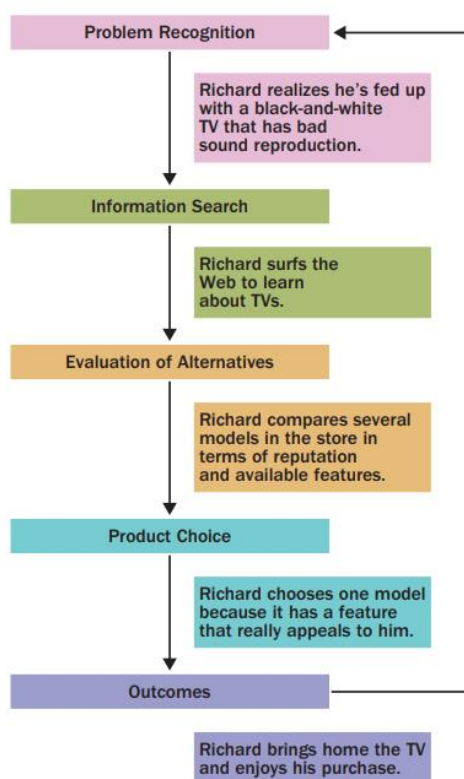 Problem Recognition
Richard realizes he's fed up
with a black-and-white
TV that has bad
sound reproduction.
Information Search
Richard surfs the
Web to learn
about TVs.
Evaluation of Alternatives
Richard compares several
models in the store in
terms of reputation
and available features.
Product Choice
Richard chooses one model
because it has a feature
that really appeals to him.
Outcomes
Richard brings home the TV
and enjoys his purchase.